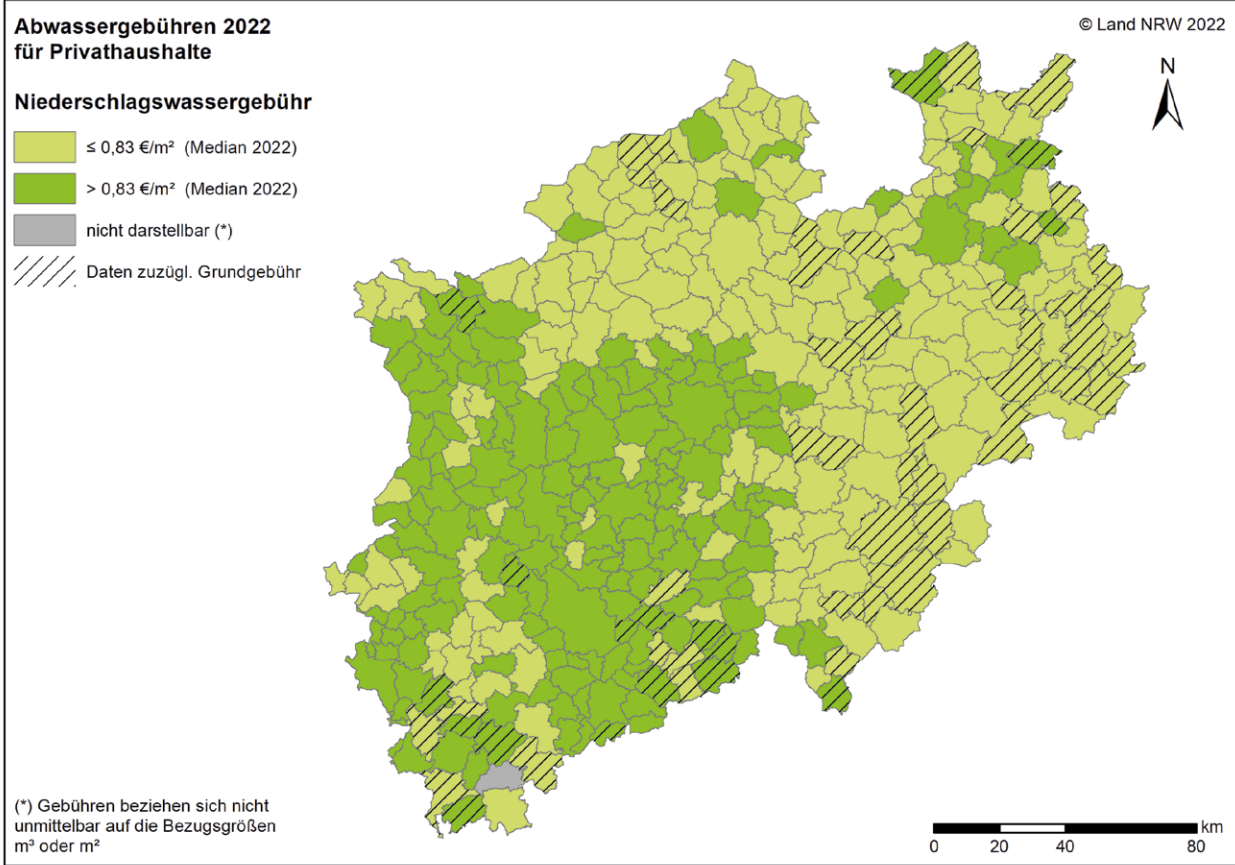 Abwassergebühren 2022
für Privathaushalte
© Land NRW 2022
N
Niederschlagswassergebühr
≤ 0,83 €/m² (Median 2022)
> 0,83 €/m² (Median 2022)
nicht darstellbar (*)
Daten zuzügl. Grundgebühr
(*) Gebühren beziehen sich nicht
unmittelbar auf die Bezugsgrößen
m³ oder m²
km
0 20 40 80